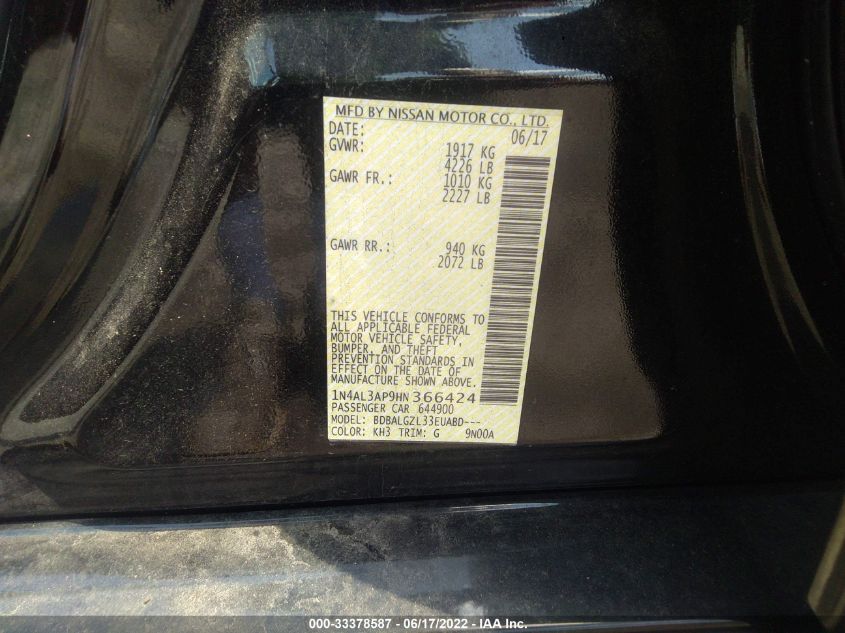 MFD BY NISSAN MOTOR CO., LTD.
DATE: 06/17
GVWR: 1917 KG
4226 LB
GAWR FR.: 1010 KG
2227 LB
GAWR RR.: 940 KG
2072 LB
THIS VEHICLE CONFORMS TO
ALL APPLICABLE FEDERAL
MOTOR VEHICLE SAFETY,
BUMPER, AND THEFT
PREVENTION STANDARDS IN
EFFECT ON THE DATE OF
MANUFACTURE SHOWN ABOVE.
1N4AL3AP9HN366424
PASSENGER CAR 644900
MODEL: BDBALGZL33EUABD---
COLOR: KH3 TRIM: G 9N00A
000-33378587 - 06/17/2022 - IAA Inc.